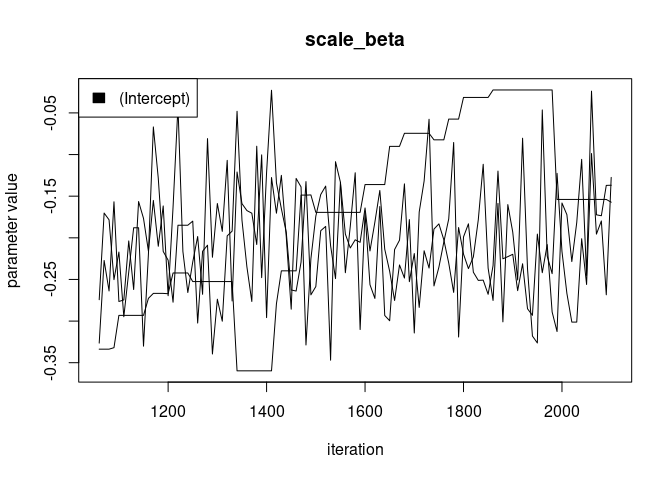 scale_beta
(Intercept)
parameter value
-0.05
-0.15
-0.25
-0.35
1200 1400 1600 1800 2000
iteration